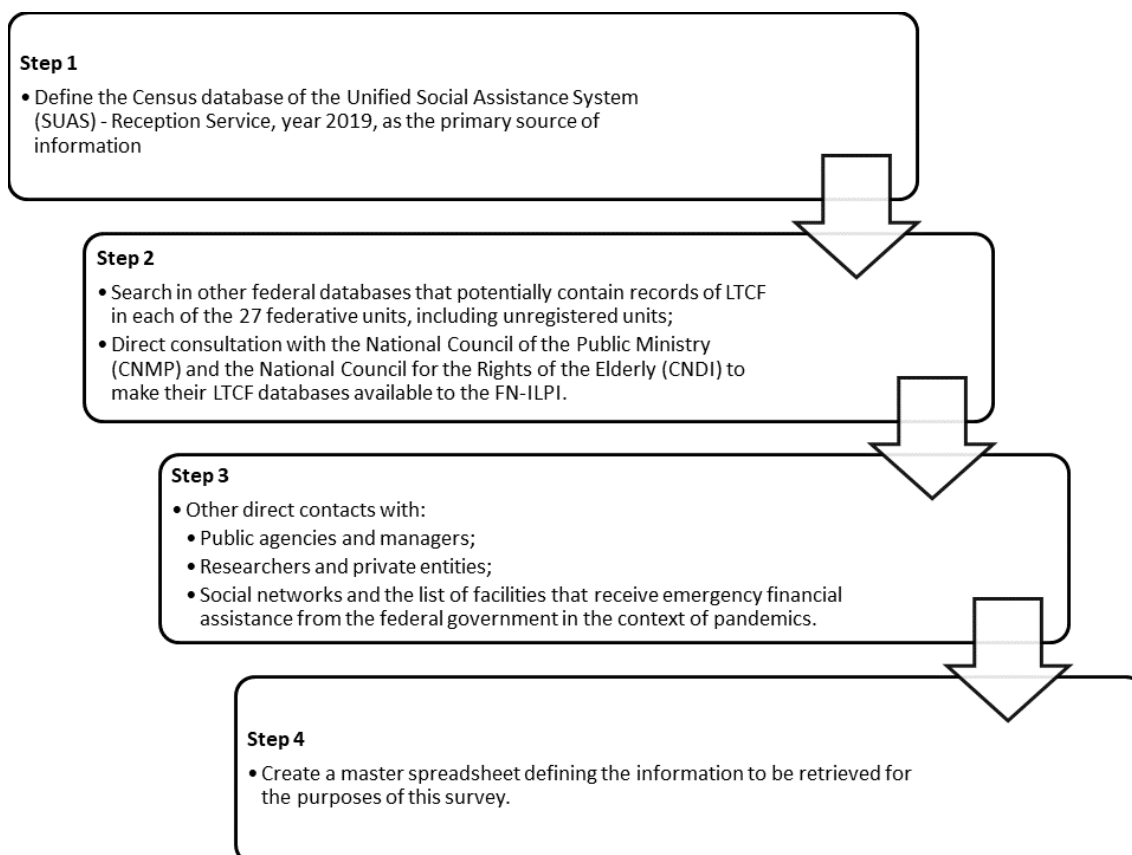 Step 1
• Define the Census database of the Unified Social Assistance System
(SUAS) - Reception Service, year 2019, as the primary source of
information
Step 2
• Search in other federal databases that potentially contain records of LTCF
in each of the 27 federative units, including unregistered units;
• Direct consultation with the National Council of the Public Ministry
(CNMP) and the National Council for the Rights of the Elderly (CNDI) to
make their LTCF databases available to the FN-ILPI.
Step 3
• Other direct contacts with:
• Public agencies and managers;
• Researchers and private entities;
• Social networks and the list of facilities that receive emergency financial
assistance from the federal government in the context of pandemics.
Step 4
• Create a master spreadsheet defining the information to be retrieved for
the purposes of this survey.